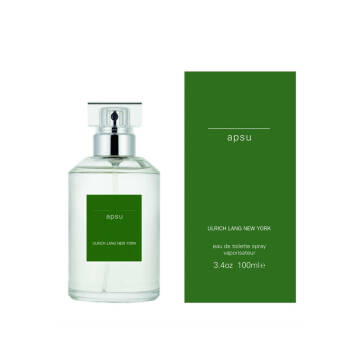 apsu
ULRICH LANG NEW YORK
apsu
ULRICH LANG NEW YORK
eau de toilette spray
vaporisateur
3.4oz 100ml℮